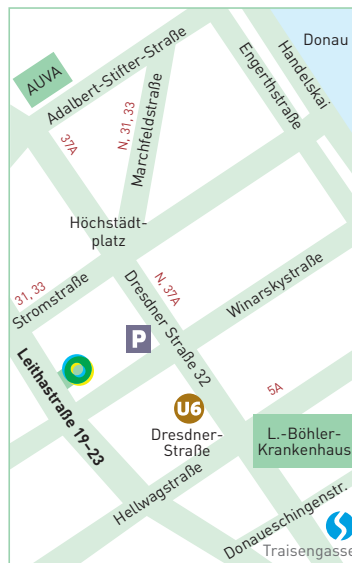 Donau
AUVA
Adalbert-Stifter-Straße
Engerthstraße
Handelskai
37A
N, 31, 33
Marchfeldstraße
Höchstädt-
platz
31, 33
Stromstraße
N, 37A
Dresdner Straße 32
Winarskystraße
P
Leithastraße 19–23
5A
U6
Dresdner-
Straße
L.-Böhler-
Krankenhaus
Hellwagstraße
Donaueschingenstr.
Traisengasse